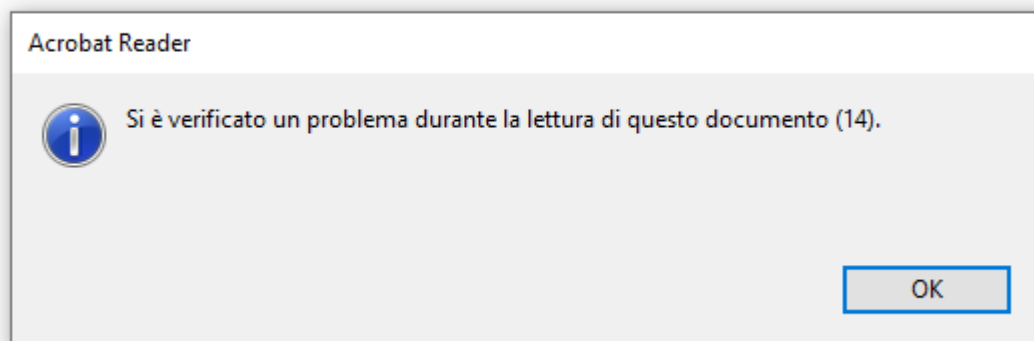 Acrobat Reader
Si è verificato un problema durante la lettura di questo documento (14).
OK